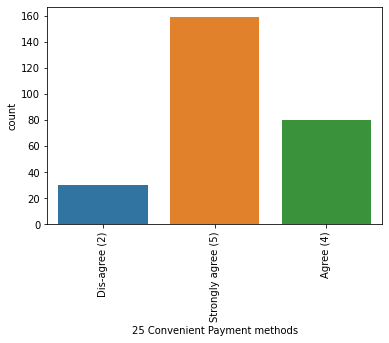 160
140
120
100
80
60
40
20
0
count
Dis-agree (2)
Strongly agree (5)
Agree (4)
25 Convenient Payment methods